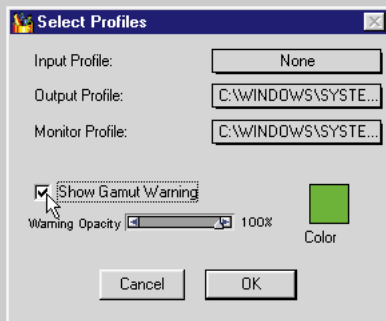 Select Profiles
Input Profile: None
Output Profile: C:\WINDOWS\SYSTE...
Monitor Profile: C:\WINDOWS\SYSTE...
Show Gamut Warning
Warning Opacity 100%
Color
Cancel OK